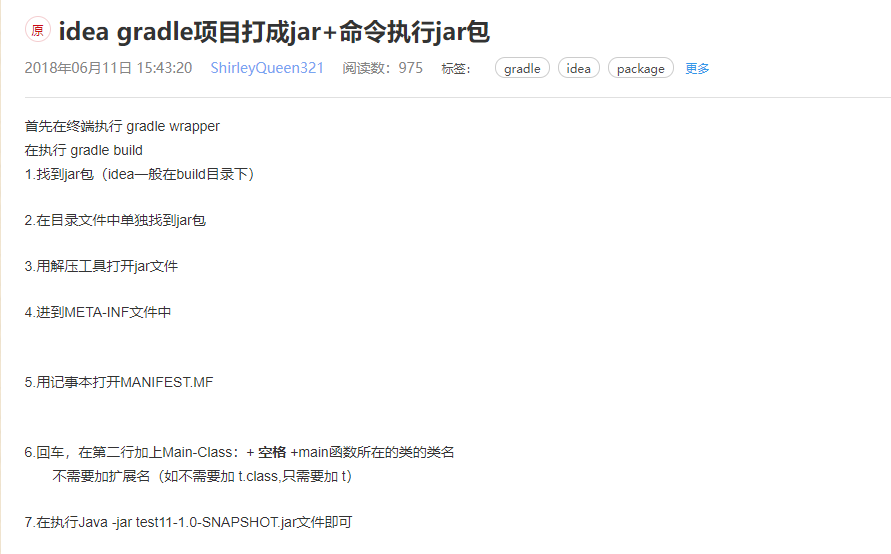 原 idea gradle项目打成jar+命令执行jar包
2018年06月11日 15:43:20 ShirleyQueen321 阅读数：975 标签： gradle idea package 更多
首先在终端执行 gradle wrapper
在执行 gradle build
1.找到jar包（idea一般在build目录下）
2.在目录文件中单独找到jar包
3.用解压工具打开jar文件
4.进到META-INF文件中
5.用记事本打开MANIFEST.MF
6.回车，在第二行加上Main-Class：+ 空格 +main函数所在的类的类名
不需要加扩展名（如不需要加 t.class,只需要加 t）
7.在执行Java -jar test11-1.0-SNAPSHOT.jar文件即可